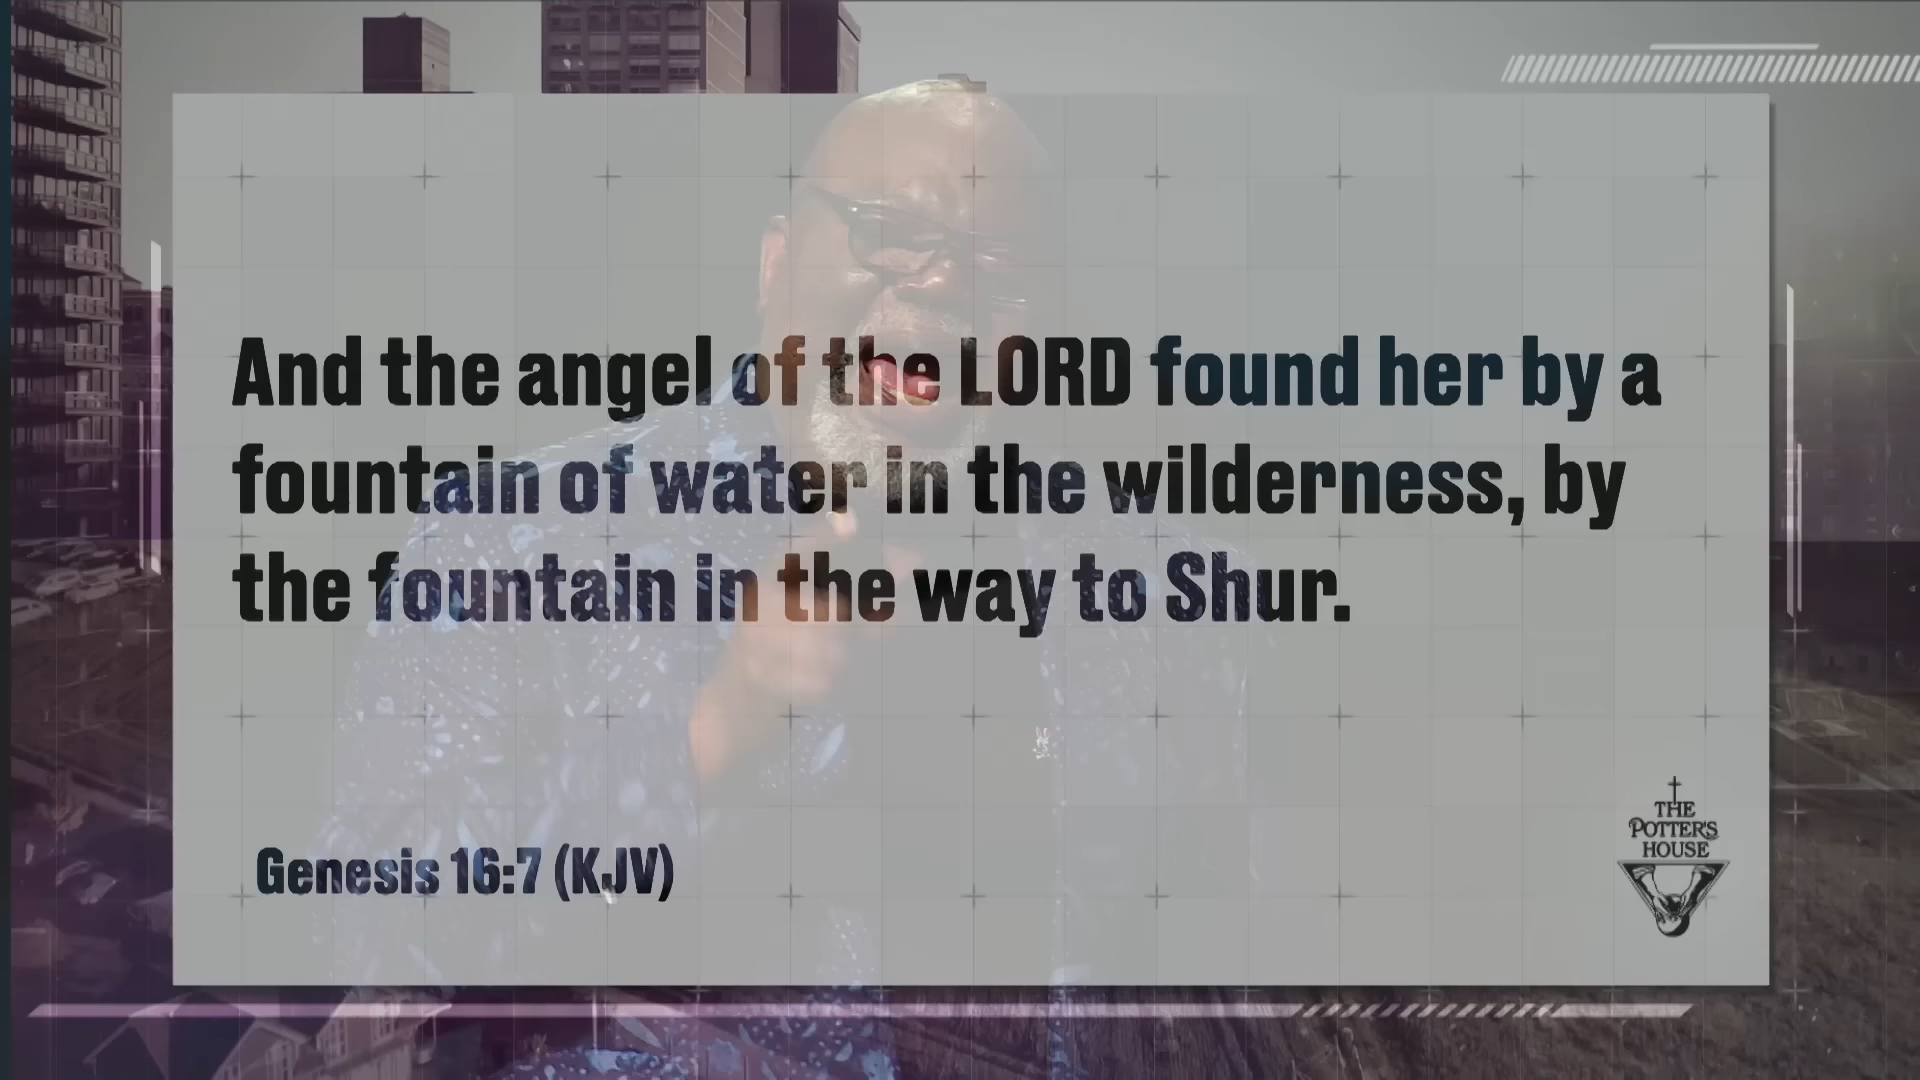 And the angel of the LORD found her by a
fountain of water in the wilderness, by
the fountain in the way to Shur.
Genesis 16:7 (KJV)
THE
POTTER'S
HOUSE